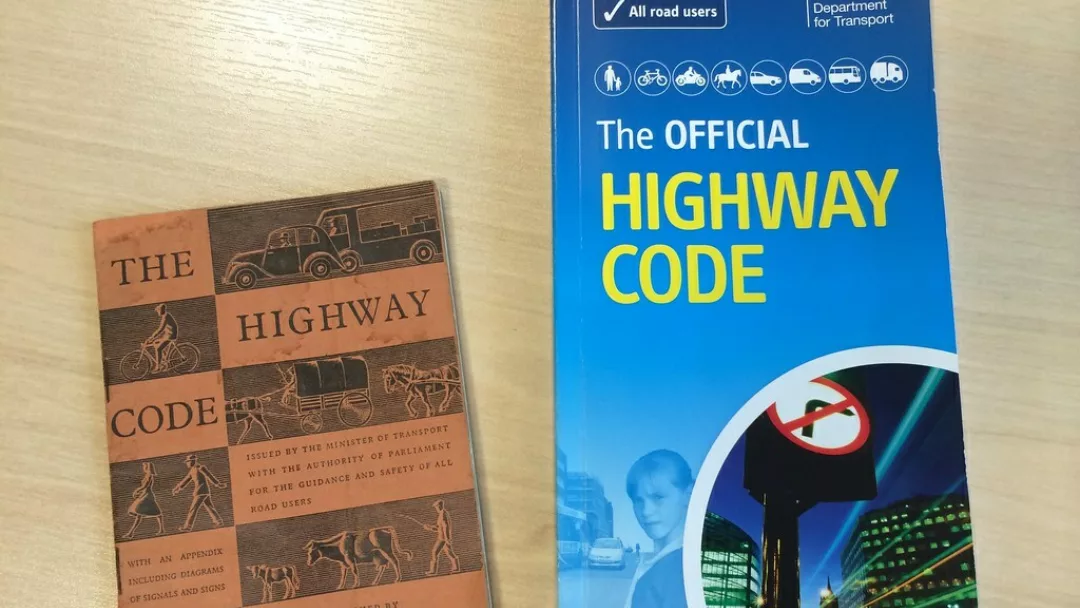 THE
HIGHWAY
CODE
ISSUED BY THE MINISTER OF TRANSPORT
WITH THE AUTHORITY OF PARLIAMENT
FOR THE GUIDANCE AND SAFETY OF ALL
ROAD USERS
WITH AN APPENDIX
INCLUDING DIAGRAMS
OF SIGNALS AND SIGNS
BY
All road users
Department
for Transport
The OFFICIAL
HIGHWAY
CODE